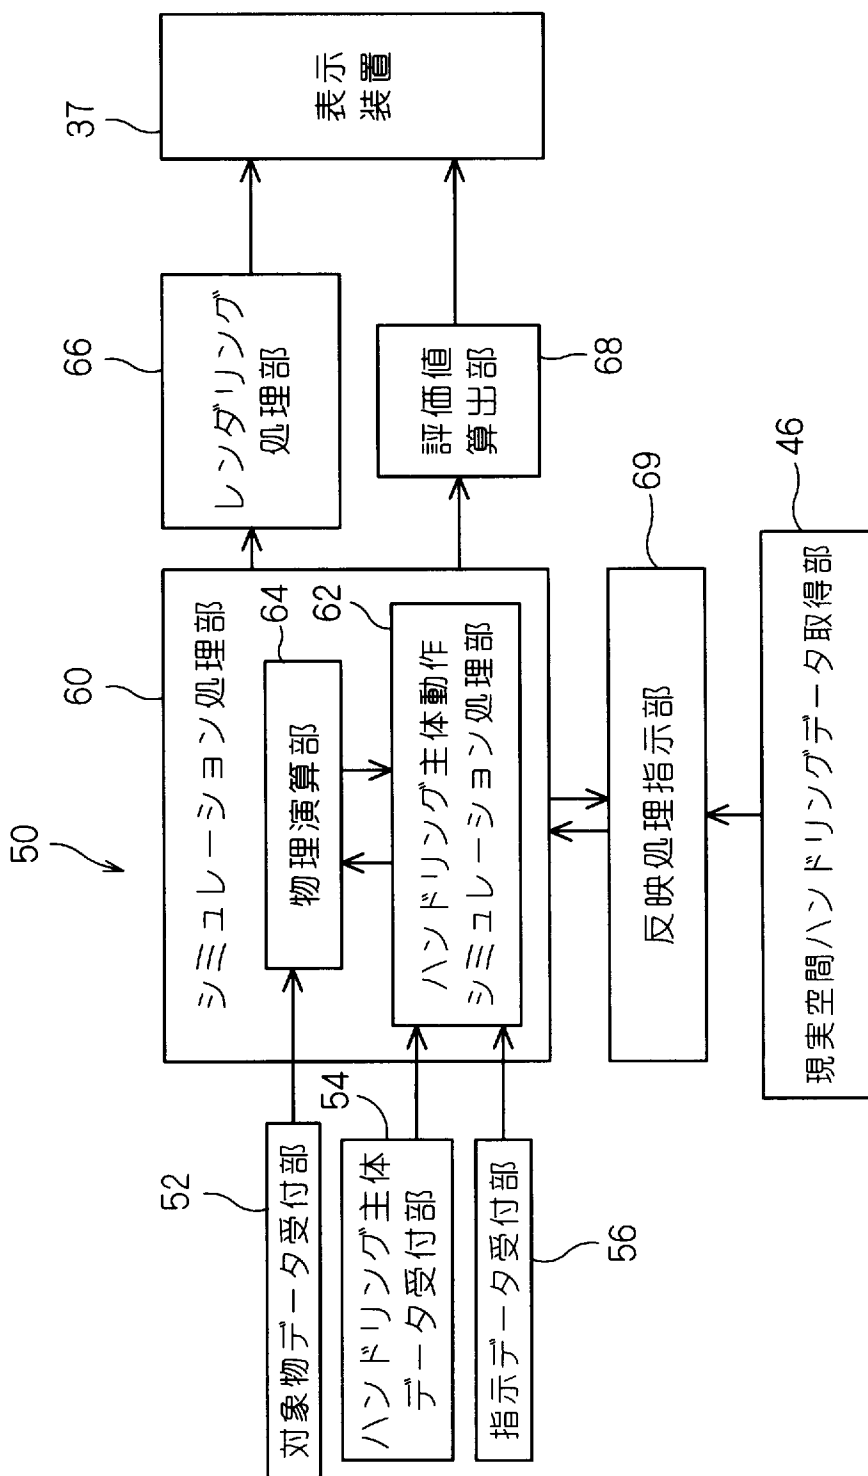 50
52
対象物データ受付部
54
ハンドリング主体
データ受付部
指示データ受付部
56
60
シミュレーション処理部
64
物理演算部
62
ハンドリング主体動作
シミュレーション処理部
66
レンダリング
処理部
評価値
算出部
68
37
表示
装置
69
反映処理指示部
46
現実空間ハンドリングデータ取得部